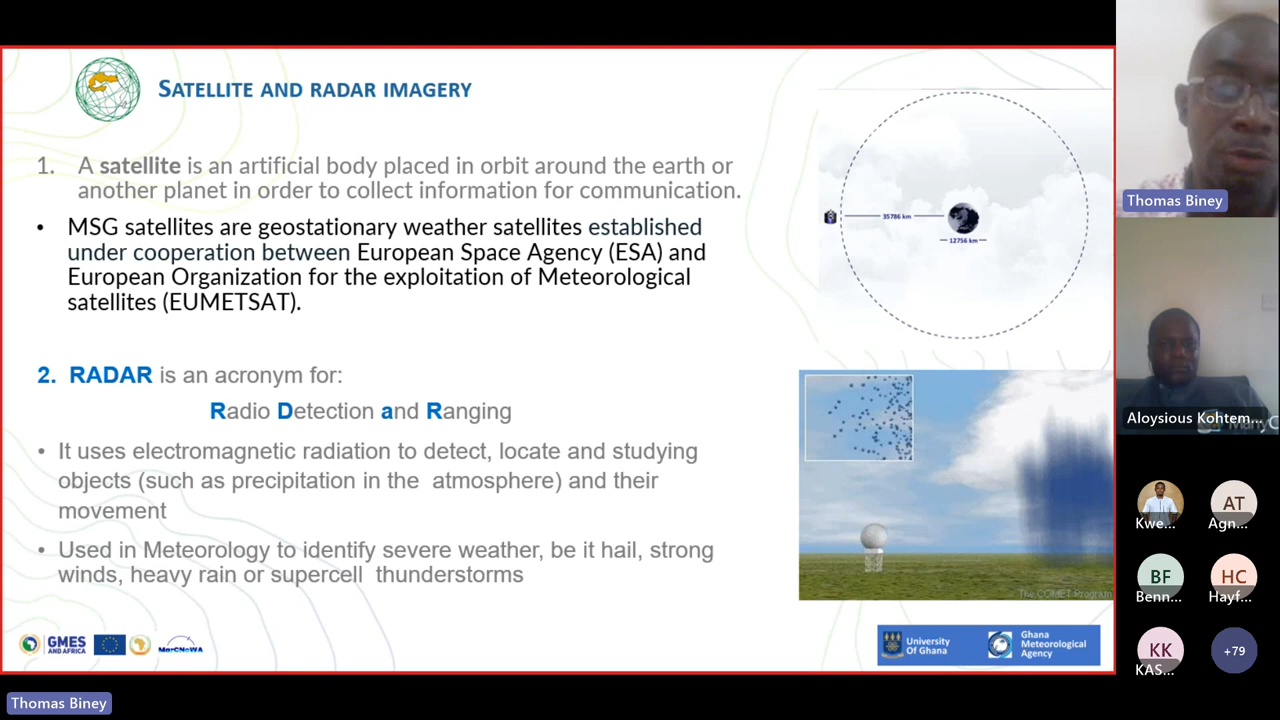 SATELLITE AND RADAR IMAGERY
1. A satellite is an artificial body placed in orbit around the earth or
another planet in order to collect information for communication.
• MSG satellites are geostationary weather satellites established
under cooperation between European Space Agency (ESA) and
European Organization for the exploitation of Meteorological
satellites (EUMETSAT).
2. RADAR is an acronym for:
Radio Detection and Ranging
• It uses electromagnetic radiation to detect, locate and studying
objects (such as precipitation in the atmosphere) and their
movement
• Used in Meteorology to identify severe weather, be it hail, strong
winds, heavy rain or supercell thunderstorms
35786 km
12756 km
The COMET Program
GMES
AND AFRICA
MarCNoWA
University
Of Ghana
Ghana
Meteorological
Agency
Thomas Biney
Thomas Biney
Aloysious Kohtem...
Kwe...
AT
Agn...
BF
Benn...
HC
Hayf...
KK
KAS...
+79